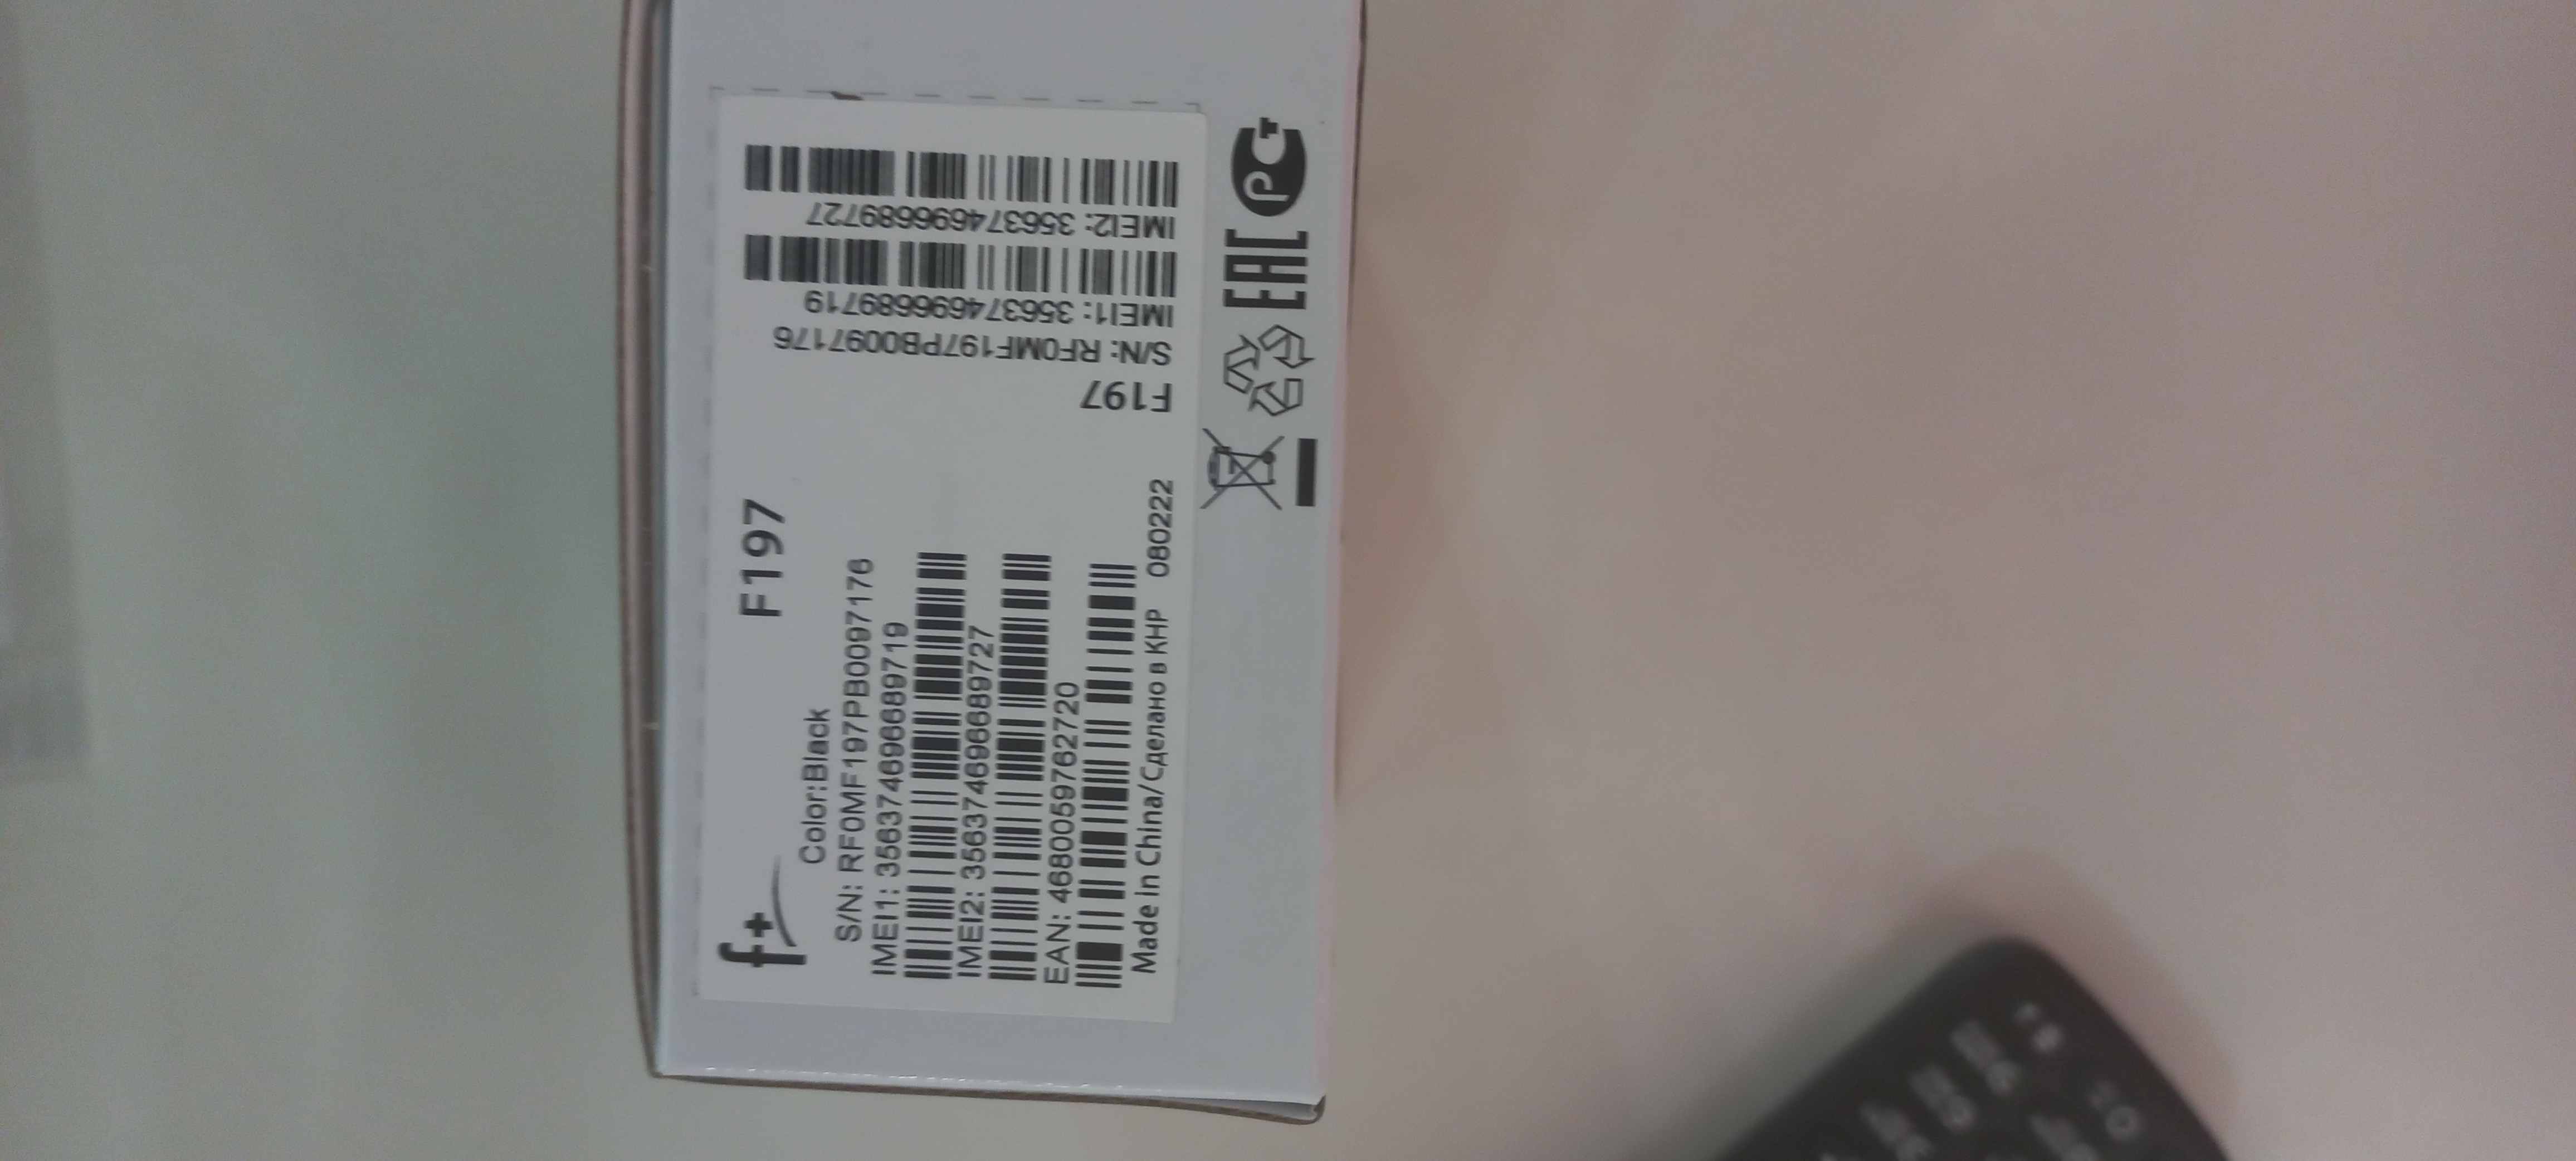 f+ F197
Color:Black
S/N: RF0MF197PB0097176
IMEI1: 356374696689719
IMEI2: 356374696689727
EAN: 4680059762720
Made in China/Сделано в КНР 080222
F197
S/N: RF0MF197PB0097176
IMEI1: 356374696689719
IMEI2: 356374696689727
EAC
РСТ